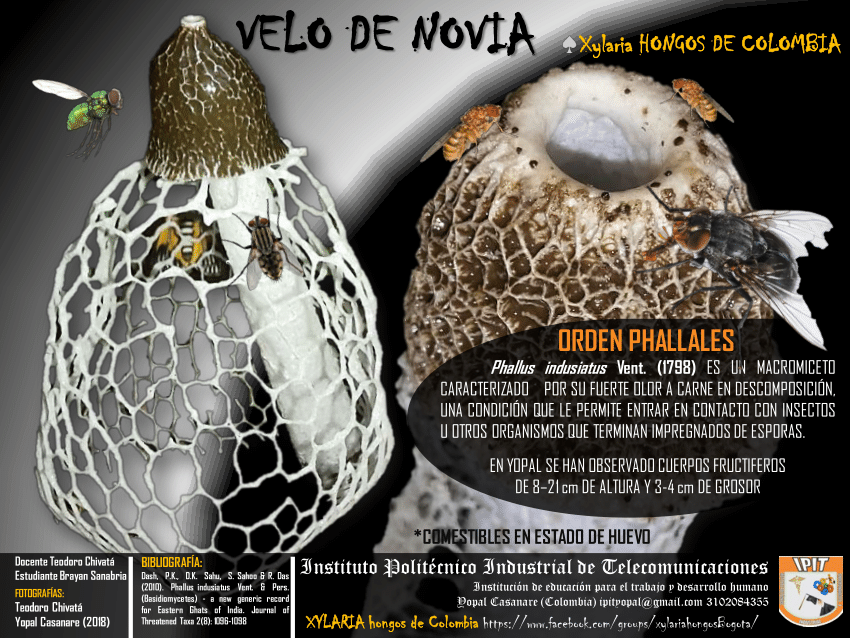 VELO DE NOVIA
Xylaria HONGOS DE COLOMBIA
ORDEN PHALLALES
Phallus indusiatus Vent. (1798) ES UN MACROMICETO
CARACTERIZADO POR SU FUERTE OLOR A CARNE EN DESCOMPOSICIÓN,
UNA CONDICIÓN QUE LE PERMITE ENTRAR EN CONTACTO CON INSECTOS
U OTROS ORGANISMOS QUE TERMINAN IMPREGNADOS DE ESPORAS.
EN YOPAL SE HAN OBSERVADO CUERPOS FRUCTIFEROS
DE 8–21 cm DE ALTURA Y 3-4 cm DE GROSOR
*COMESTIBLES EN ESTADO DE HUEVO
Docente Teodoro Chivatá
Estudiante Brayan Sanabria
FOTOGRAFÍAS:
Teodoro Chivatá
Yopal Casanare (2018)
BIBLIOGRAFÍA:
Dash, P.K., D.K. Sahu, S. Sahoo & R. Das
(2010). Phallus indusiatus Vent. & Pers.
(Basidiomycetes) - a new generic record
for Eastern Ghats of India. Journal of
Threatened Taxa 2(8): 1096-1098
Instituto Politécnico Industrial de Telecomunicaciones
Institución de educación para el trabajo y desarrollo humano
Yopal Casanare (Colombia) ipityopal@gmail.com 3102084355
XYLARIA hongos de Colombia https://www.facebook.com/groups/xylariahongosBogota/
IPIT